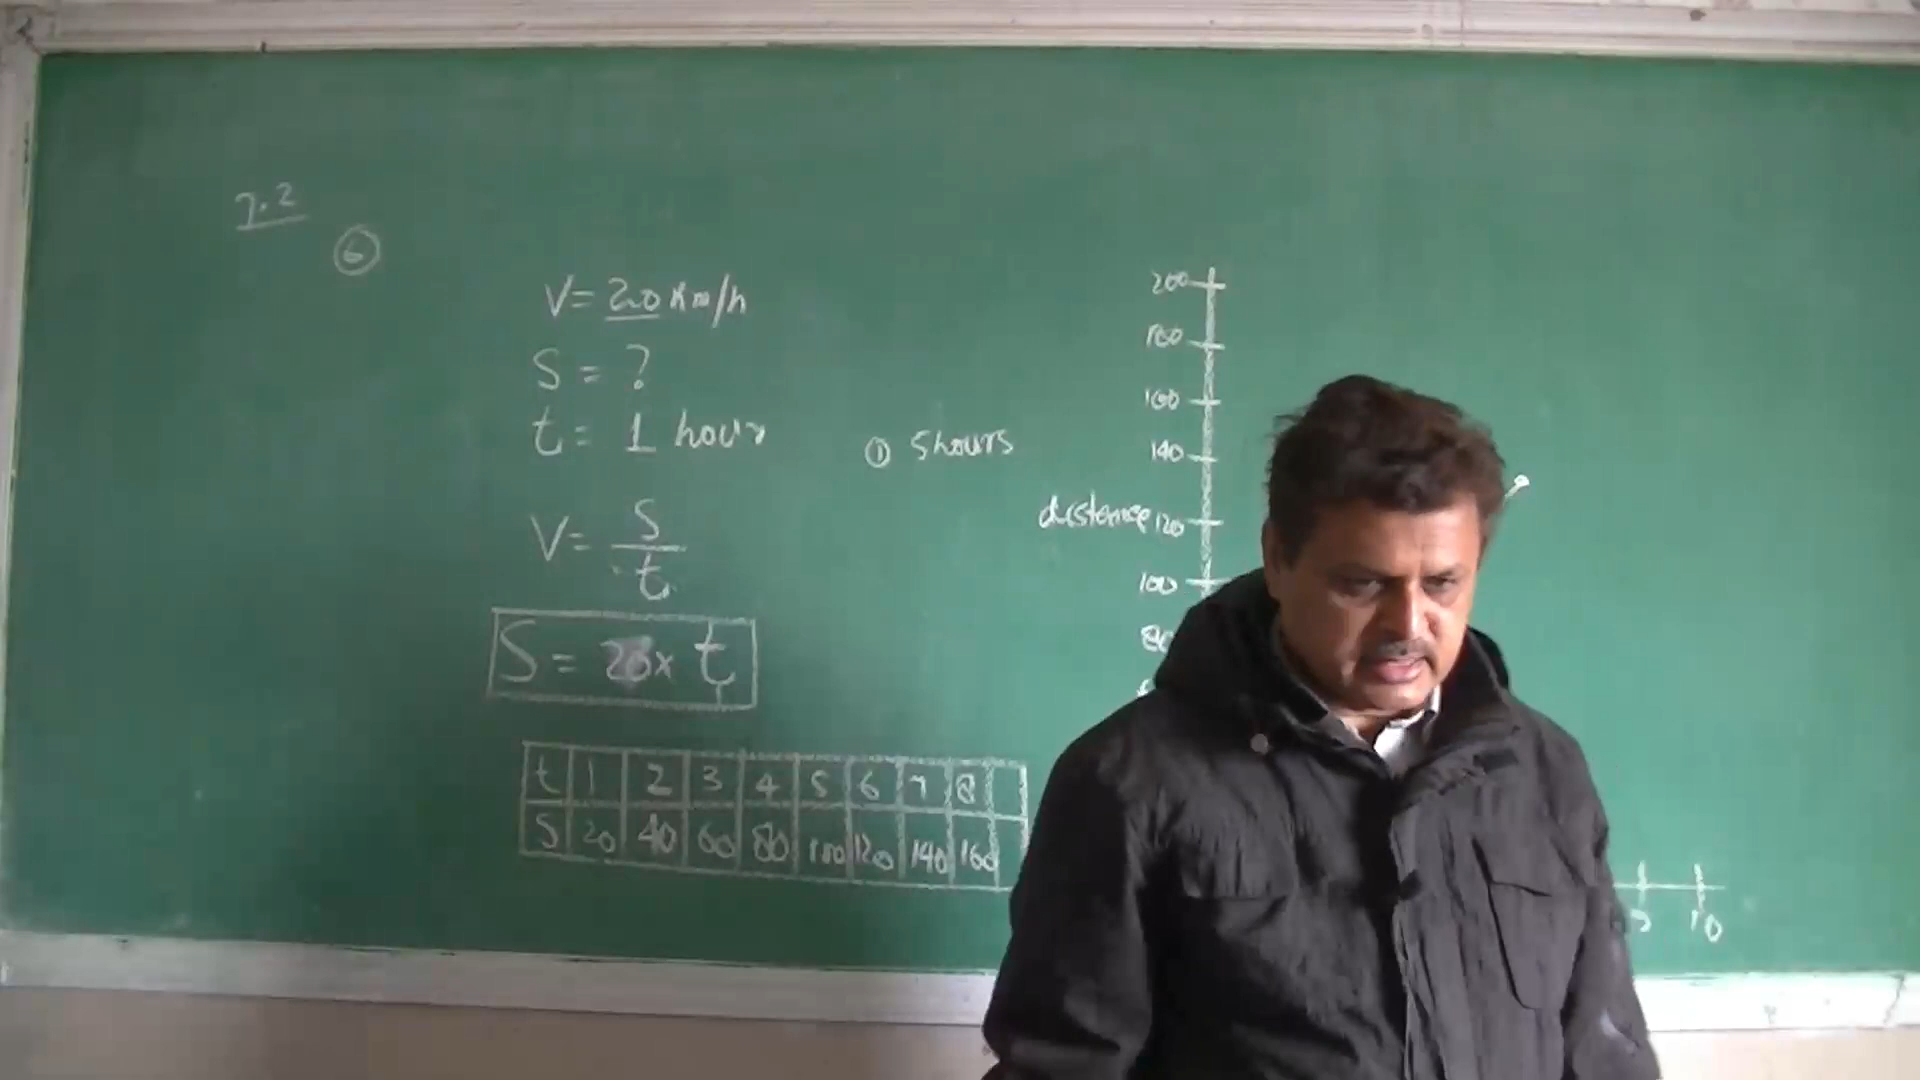 7.2
6
V = 20 Km/h
S = ?
t = 1 hour
V = S/t
S = 20 x t
t 1 2 3 4 5 6 7 8
S 20 40 60 80 100 120 140 160
① 5 hours
200
180
160
140
distance 120
100
80
10